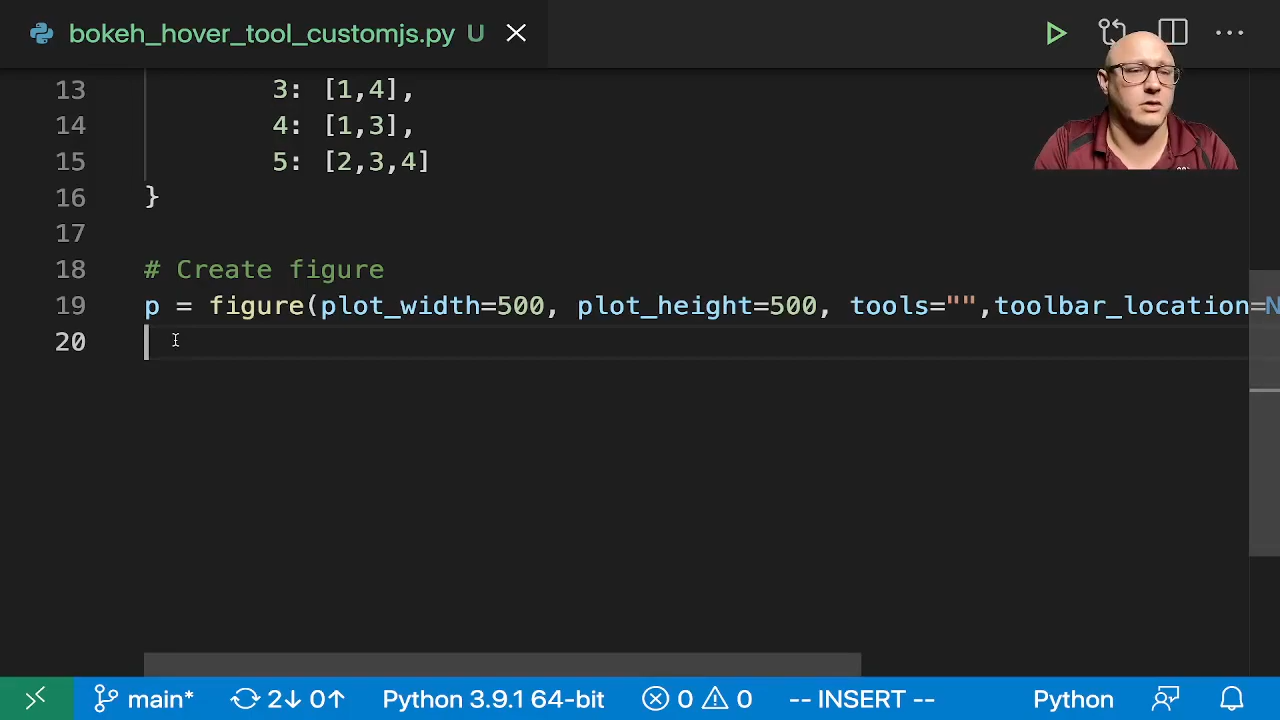 bokeh_hover_tool_customjs.py U
13 3: [1,4],
14 4: [1,3],
15 5: [2,3,4]
16 }
17
18 # Create figure
19 p = figure(plot_width=500, plot_height=500, tools="",toolbar_location=N
20
main* 2↓ 0↑ Python 3.9.1 64-bit 0 0 -- INSERT -- Python